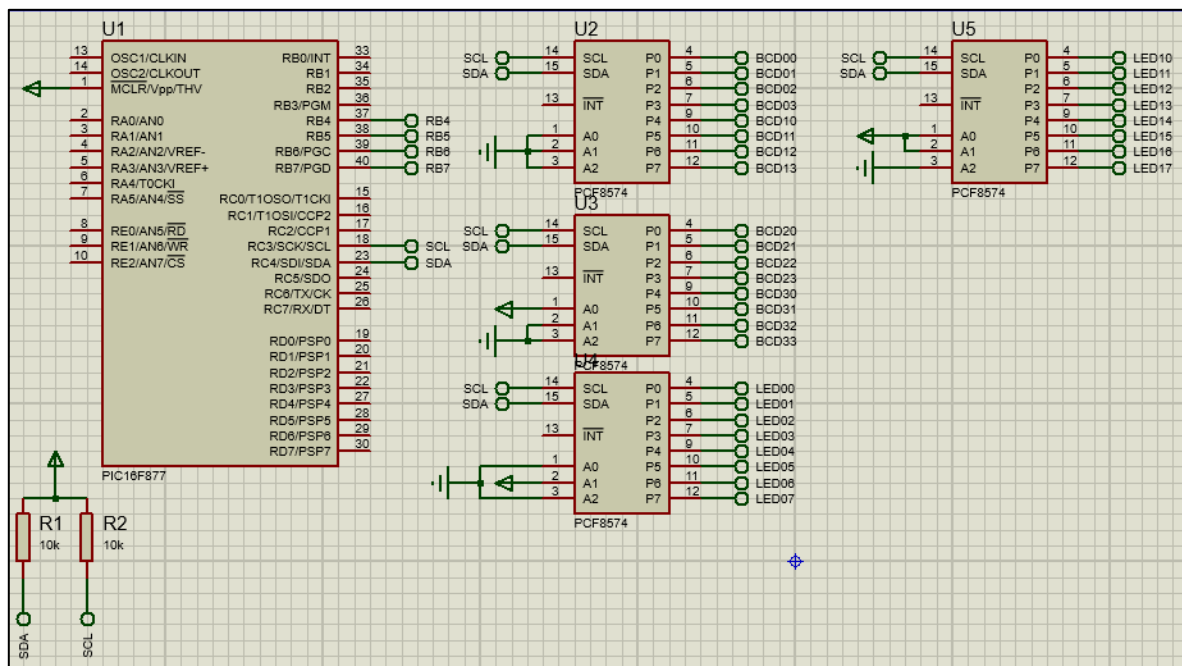 U1
13 OSC1/CLKIN RB0/INT 33
14 OSC2/CLKOUT RB1 34
1 MCLR/Vpp/THV RB2 35
RB3/PGM 36
2 RA0/AN0 RB4 37 RB4
3 RA1/AN1 RB5 38 RB5
4 RA2/AN2/VREF- RB6/PGC 39 RB6
5 RA3/AN3/VREF+ RB7/PGD 40 RB7
6 RA4/T0CKI
7 RA5/AN4/SS RC0/T1OSO/T1CKI 15
RC1/T1OSI/CCP2 16
8 RE0/AN5/RD RC2/CCP1 17
9 RE1/AN6/WR RC3/SCK/SCL 18 SCL
10 RE2/AN7/CS RC4/SDI/SDA 23 SDA
RC5/SDO 24
RC6/TX/CK 25
RC7/RX/DT 26
RD0/PSP0 19
RD1/PSP1 20
RD2/PSP2 21
RD3/PSP3 22
RD4/PSP4 27
RD5/PSP5 28
RD6/PSP6 29
RD7/PSP7 30
PIC16F877
R1
10k
R2
10k
SDA
SCL
U2
SCL 14 SCL P0 4 BCD00
SDA 15 SDA P1 5 BCD01
P2 6 BCD02
13 INT P3 7 BCD03
P4 9 BCD10
1 A0 P5 10 BCD11
2 A1 P6 11 BCD12
3 A2 P7 12 BCD13
PCF8574
U3
SCL 14 SCL P0 4 BCD20
SDA 15 SDA P1 5 BCD21
P2 6 BCD22
13 INT P3 7 BCD23
P4 9 BCD30
1 A0 P5 10 BCD31
2 A1 P6 11 BCD32
3 A2 P7 12 BCD33
PCF8574
U4
SCL 14 SCL P0 4 LED00
SDA 15 SDA P1 5 LED01
P2 6 LED02
13 INT P3 7 LED03
P4 9 LED04
1 A0 P5 10 LED05
2 A1 P6 11 LED06
3 A2 P7 12 LED07
PCF8574
U5
SCL 14 SCL P0 4 LED10
SDA 15 SDA P1 5 LED11
P2 6 LED12
13 INT P3 7 LED13
P4 9 LED14
1 A0 P5 10 LED15
2 A1 P6 11 LED16
3 A2 P7 12 LED17
PCF8574